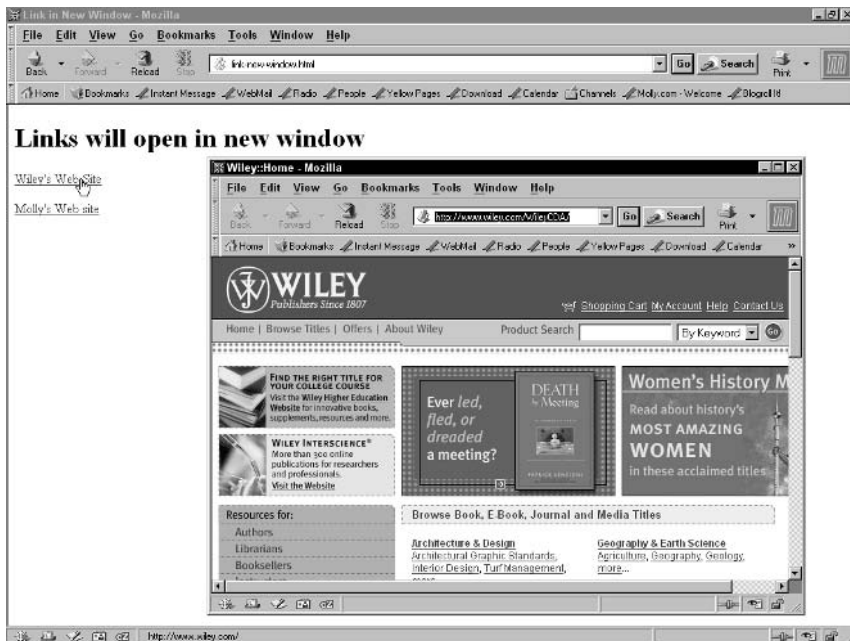 Link in New Window - Mozilla
File Edit View Go Bookmarks Tools Window Help
Back Forward Reload Stop link-new-window.html Go Search Print
Home Bookmarks Instant Message WebMail Radio People Yellow Pages Download Calendar Channels Molly.com - Welcome Blogroll It!
Links will open in new window
Wiley's Web Site
Molly's Web site
Wiley::Home - Mozilla
File Edit View Go Bookmarks Tools Window Help
Back Forward Reload Stop http://www.wiley.com/WileyCDA/ Go Search Print
Home Bookmarks Instant Message WebMail Radio People Yellow Pages Download Calendar »
WILEY
Publishers Since 1807
Shopping Cart My Account Help Contact Us
Home | Browse Titles | Offers | About Wiley Product Search By Keyword Go
FIND THE RIGHT TITLE FOR
YOUR COLLEGE COURSE
Visit the Wiley Higher Education
Website for innovative books,
supplements, resources and more.
WILEY INTERSCIENCE®
More than 300 online
publications for researchers
and professionals.
Visit the Website
Ever led,
fled, or
dreaded
a meeting?
DEATH
by Meeting
PATRICK LENCIONI
Women's History M
Read about history's
MOST AMAZING
WOMEN
in these acclaimed titles
Resources for:
Authors
Librarians
Booksellers
Browse Book, E-Book, Journal and Media Titles
Architecture & Design
Architectural Graphic Standards,
Interior Design, Turf Management,
more...
Geography & Earth Science
Agriculture, Geography, Geology,
more...
http://www.wiley.com/